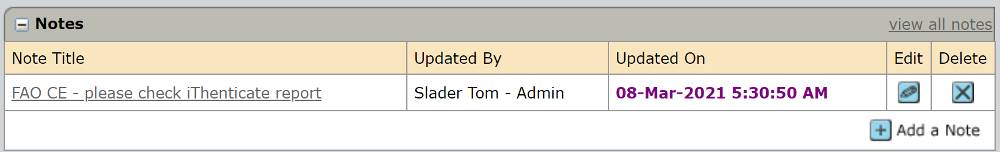 Notes view all notes
Note Title Updated By Updated On Edit Delete
FAO CE - please check iThenticate report Slader Tom - Admin 08-Mar-2021 5:30:50 AM
Add a Note